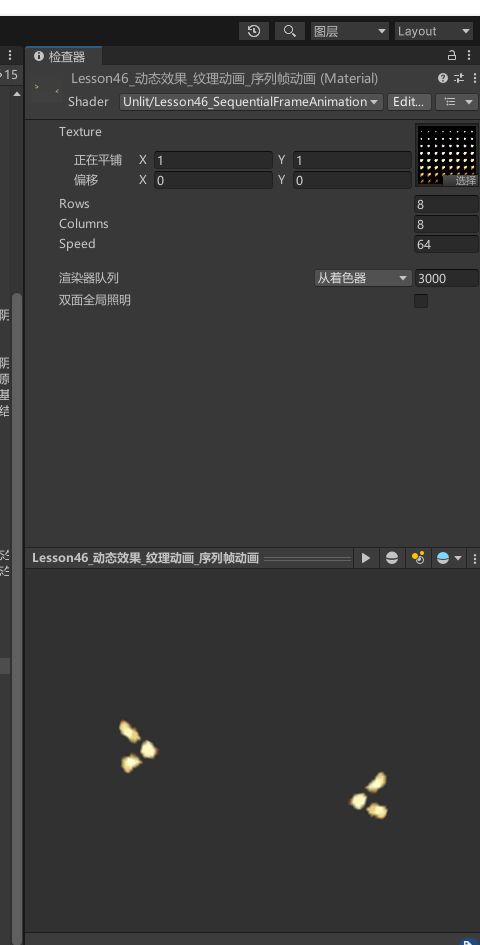 图层
Layout
15
检查器
Lesson46_动态效果_纹理动画_序列帧动画 (Material)
Shader Unlit/Lesson46_SequentialFrameAnimation Edit...
Texture
正在平铺 X 1 Y 1
偏移 X 0 Y 0
选择
Rows 8
Columns 8
Speed 64
渲染器队列 从着色器 3000
双面全局照明
阴
阴
原
基
结
Lesson46_动态效果_纹理动画_序列帧动画